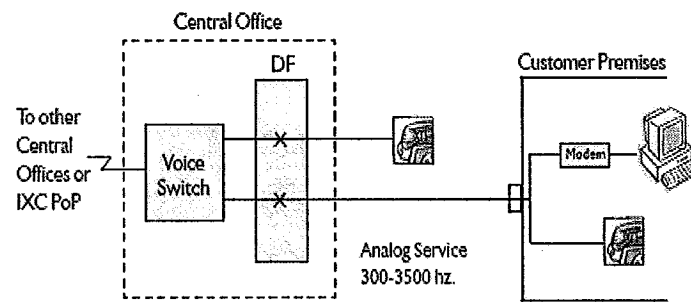 Central Office
DF
Customer Premises
To other
Central
Offices or
IXC PoP
Voice
Switch
Modem
Analog Service
300-3500 hz.